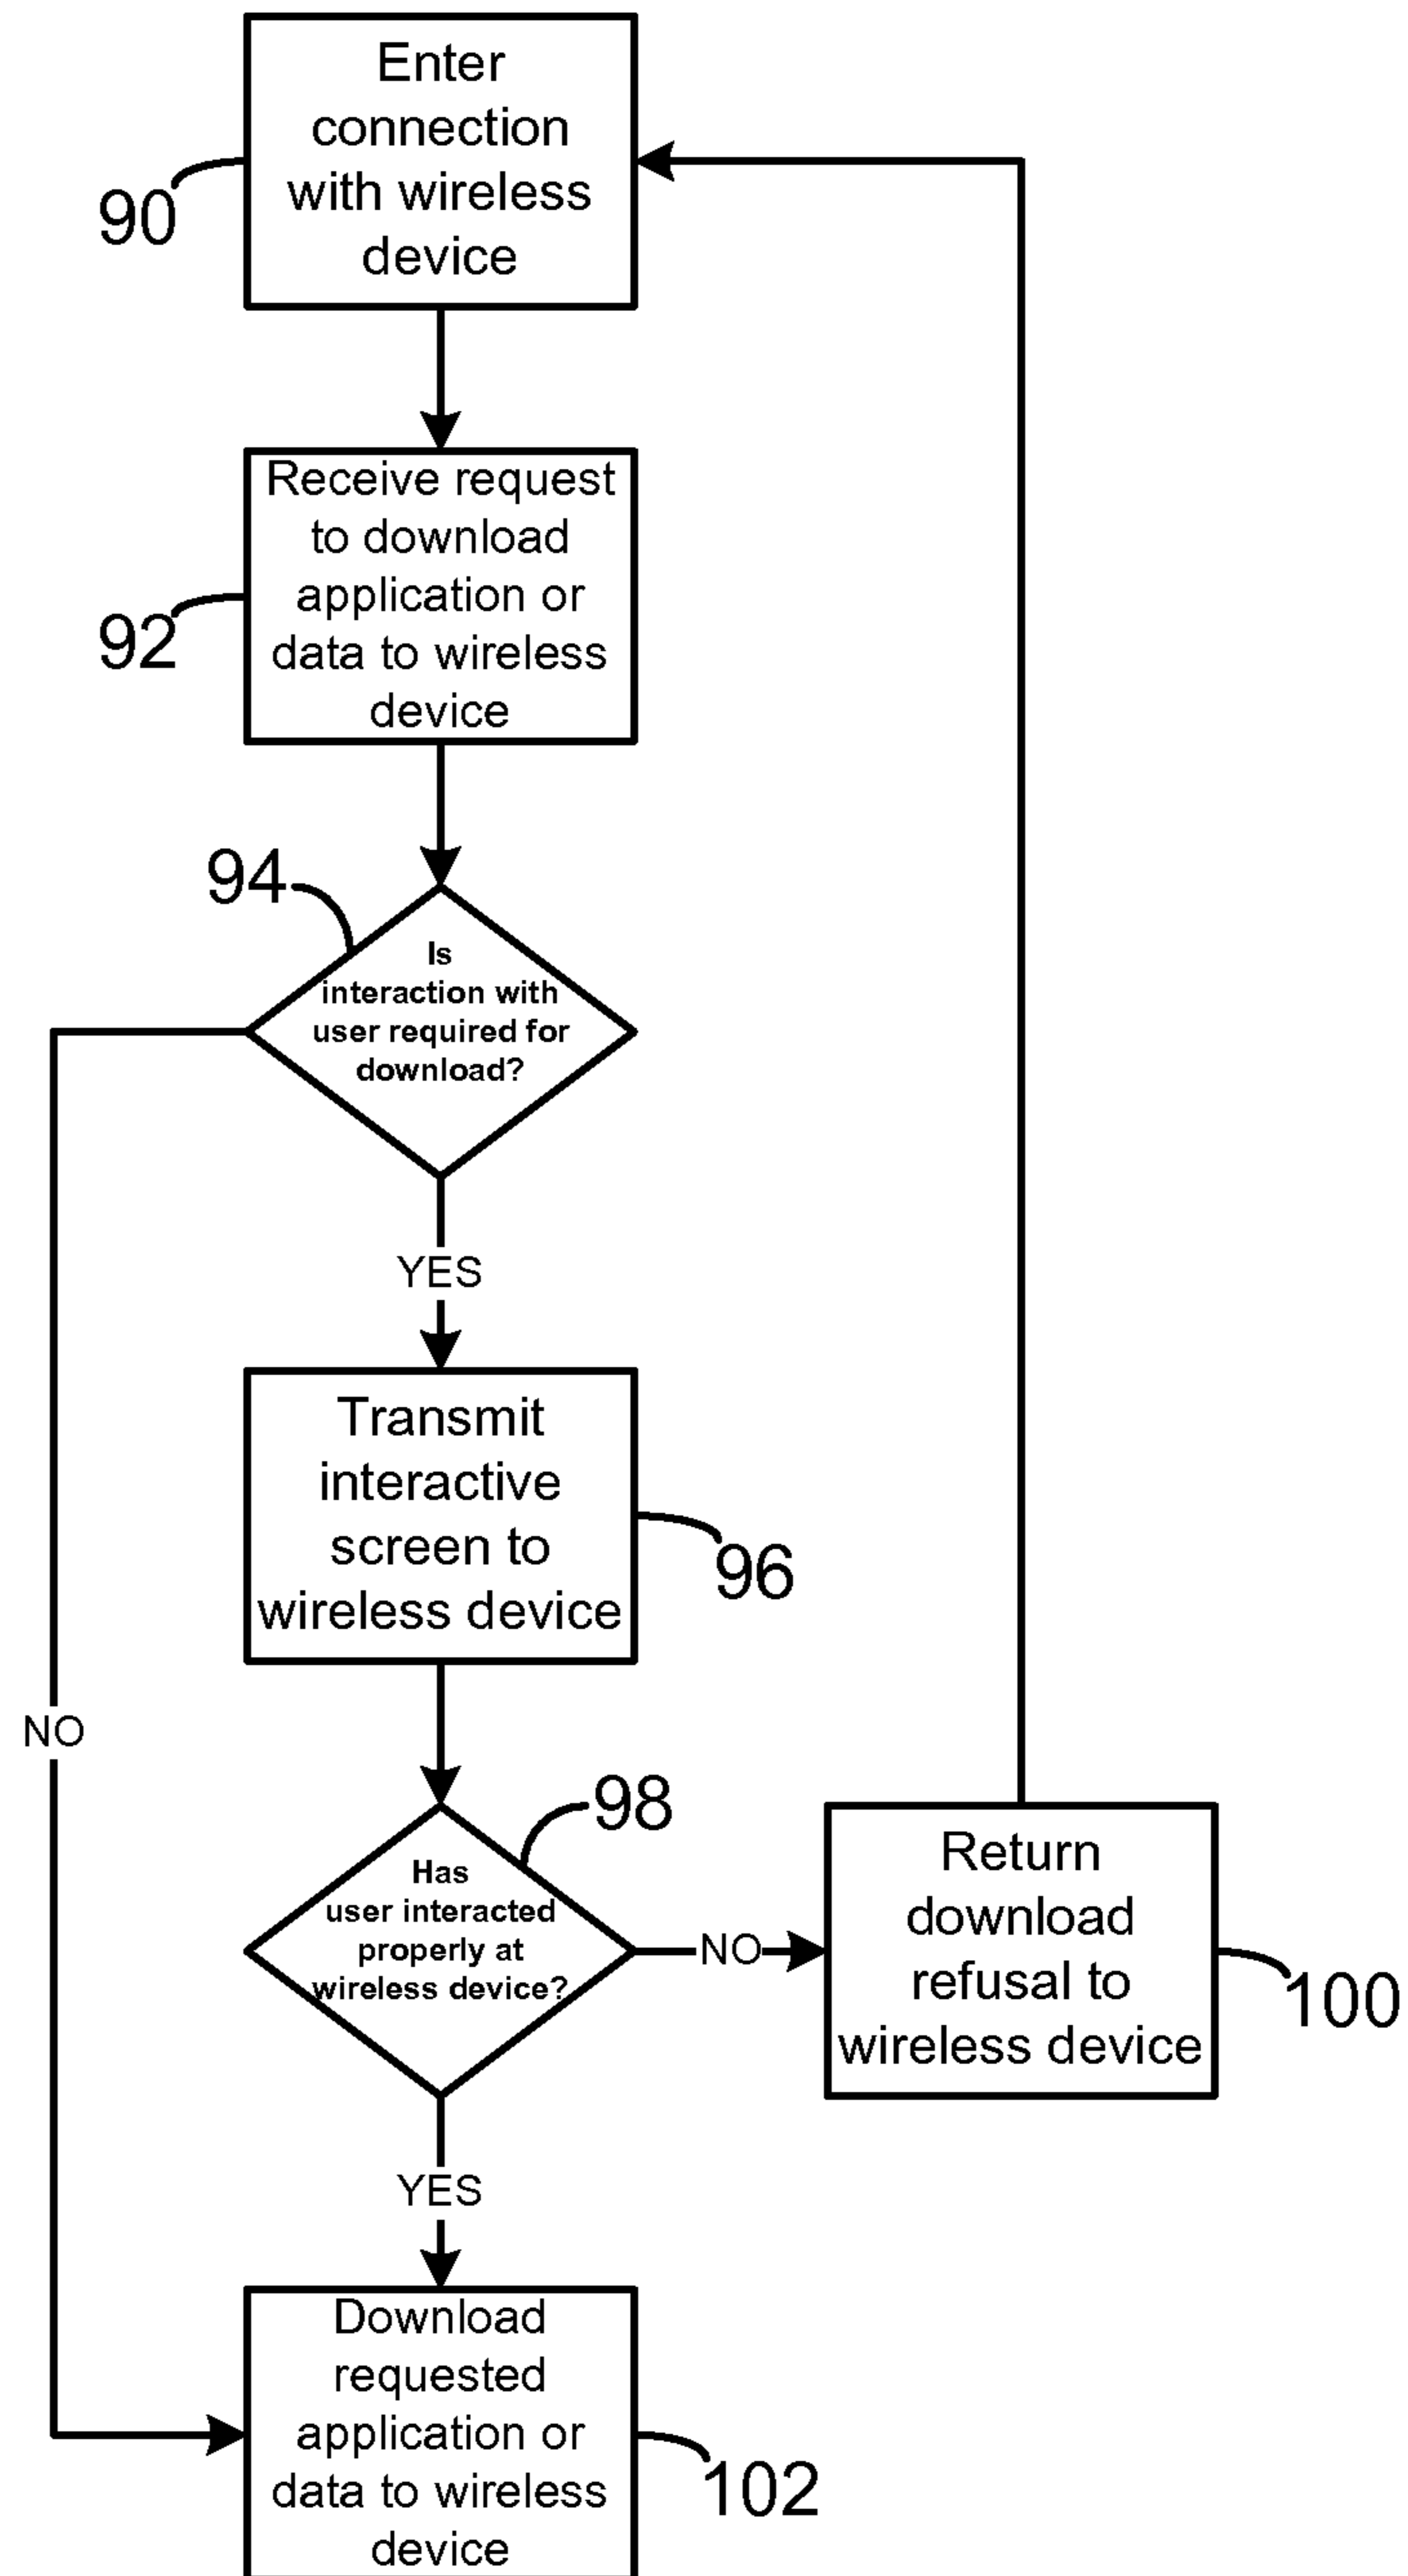 Enter
connection
with wireless
device
90
Receive request
to download
application or
data to wireless
device
92
94
Is
interaction with
user required for
download?
YES
Transmit
interactive
screen to
wireless device
96
NO
98
Has
user interacted
properly at
wireless device?
NO
Return
download
refusal to
wireless device
100
YES
Download
requested
application or
data to wireless
device
102